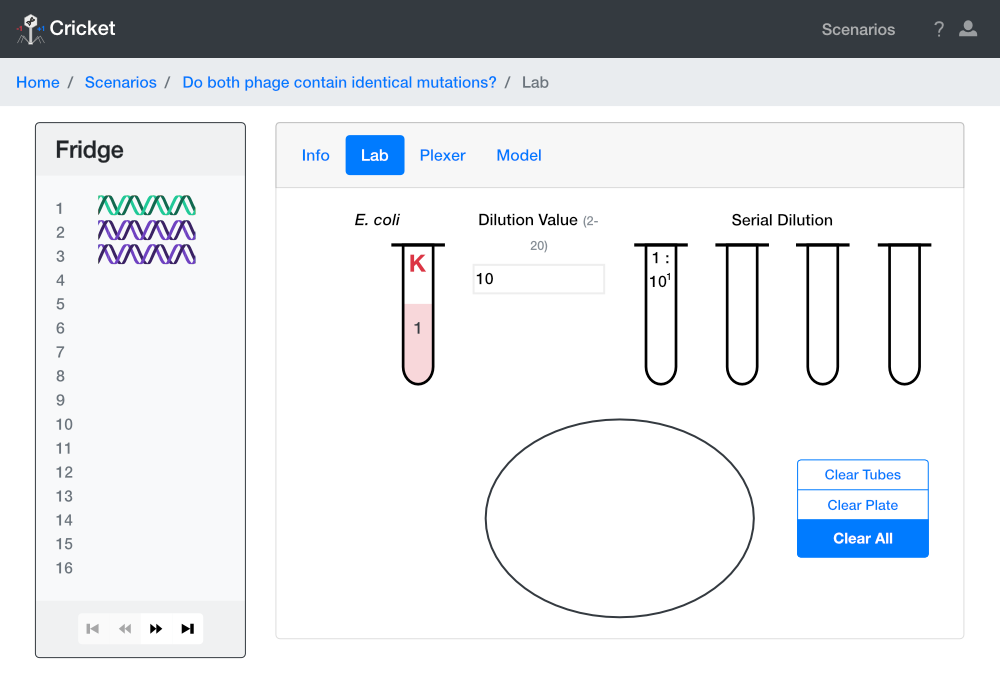 Cricket
Scenarios ?
Home / Scenarios / Do both phage contain identical mutations? / Lab
Fridge
1
2
3
4
5
6
7
8
9
10
11
12
13
14
15
16
Info Lab Plexer Model
E. coli
K
1
Dilution Value (2-
20)
10
Serial Dilution
1 :
10¹
Clear Tubes
Clear Plate
Clear All